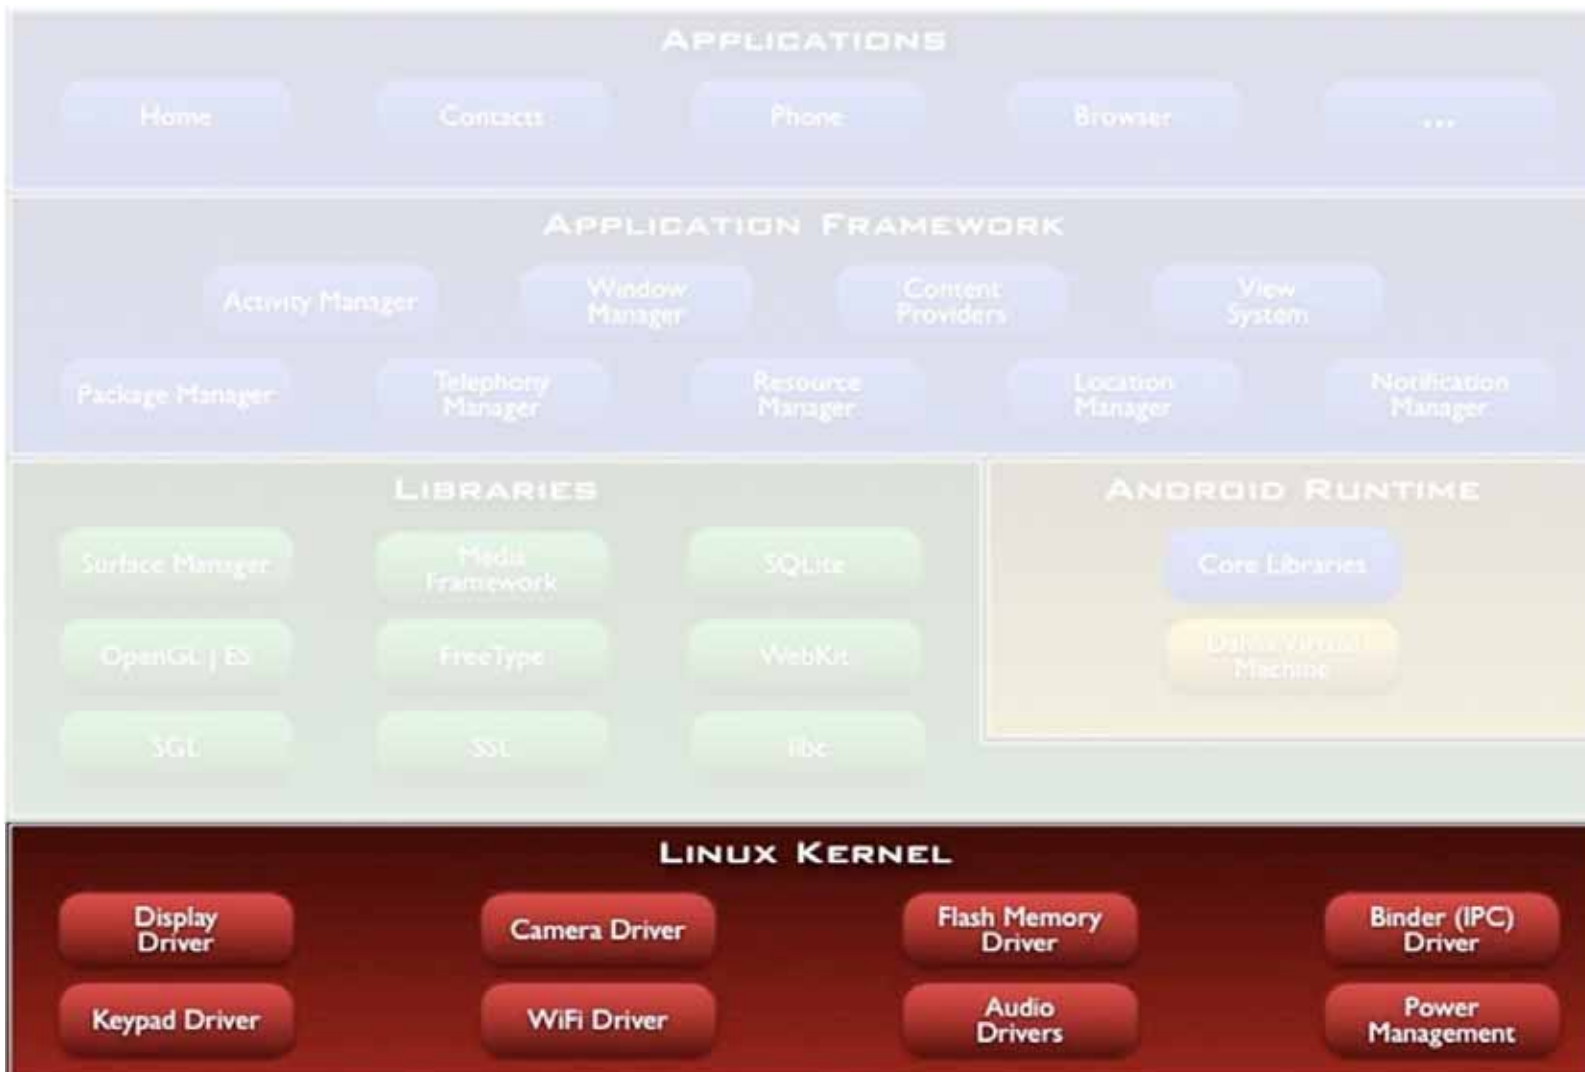 APPLICATIONS
Home
Contacts
Phone
Browser
...
APPLICATION FRAMEWORK
Activity Manager
Window
Manager
Content
Providers
View
System
Package Manager
Telephony
Manager
Resource
Manager
Location
Manager
Notification
Manager
LIBRARIES
Surface Manager
Media
Framework
SQLite
OpenGL | ES
FreeType
WebKit
SGL
SSL
libc
ANDROID RUNTIME
Core Libraries
Dalvik Virtual
Machine
LINUX KERNEL
Display
Driver
Camera Driver
Flash Memory
Driver
Binder (IPC)
Driver
Keypad Driver
WiFi Driver
Audio
Drivers
Power
Management